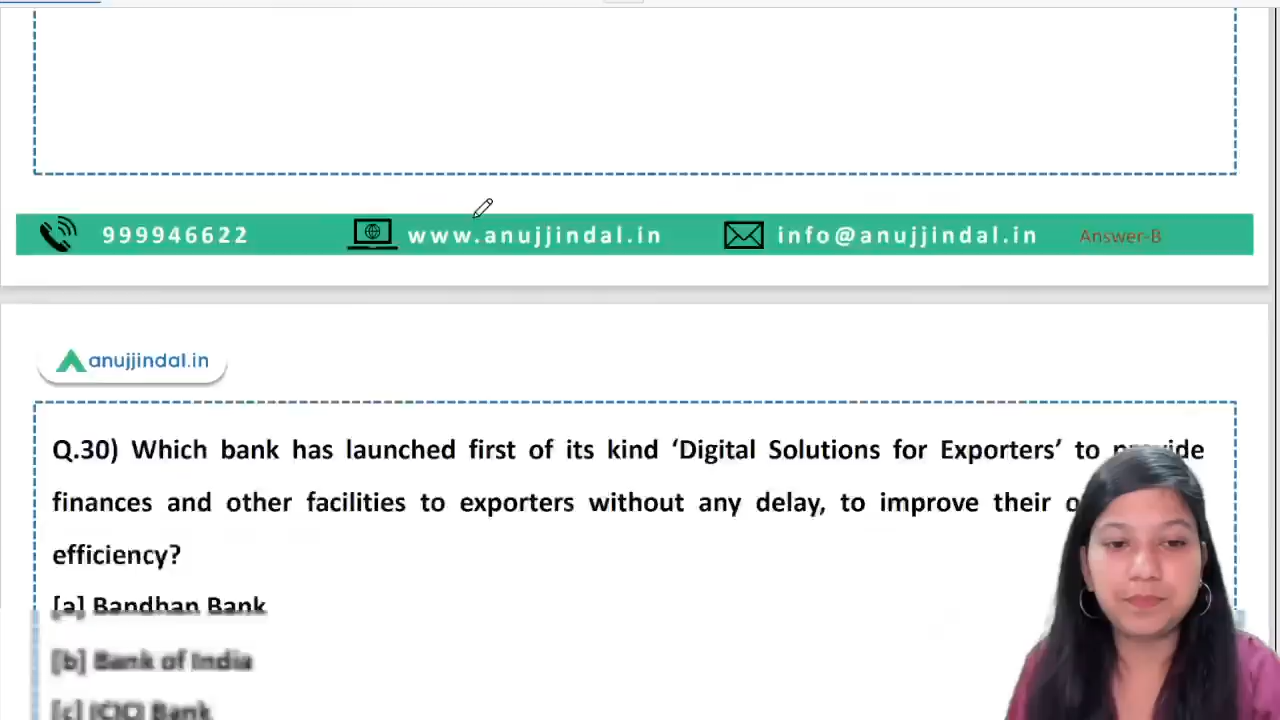 999946622
www.anujjindal.in
info@anujjindal.in
Answer-B
anujjindal.in
Q.30) Which bank has launched first of its kind ‘Digital Solutions for Exporters’ to
finances and other facilities to exporters without any delay, to improve their
efficiency?
[a] Bandhan Bank
[b] Bank of India
[c] ICICI Bank